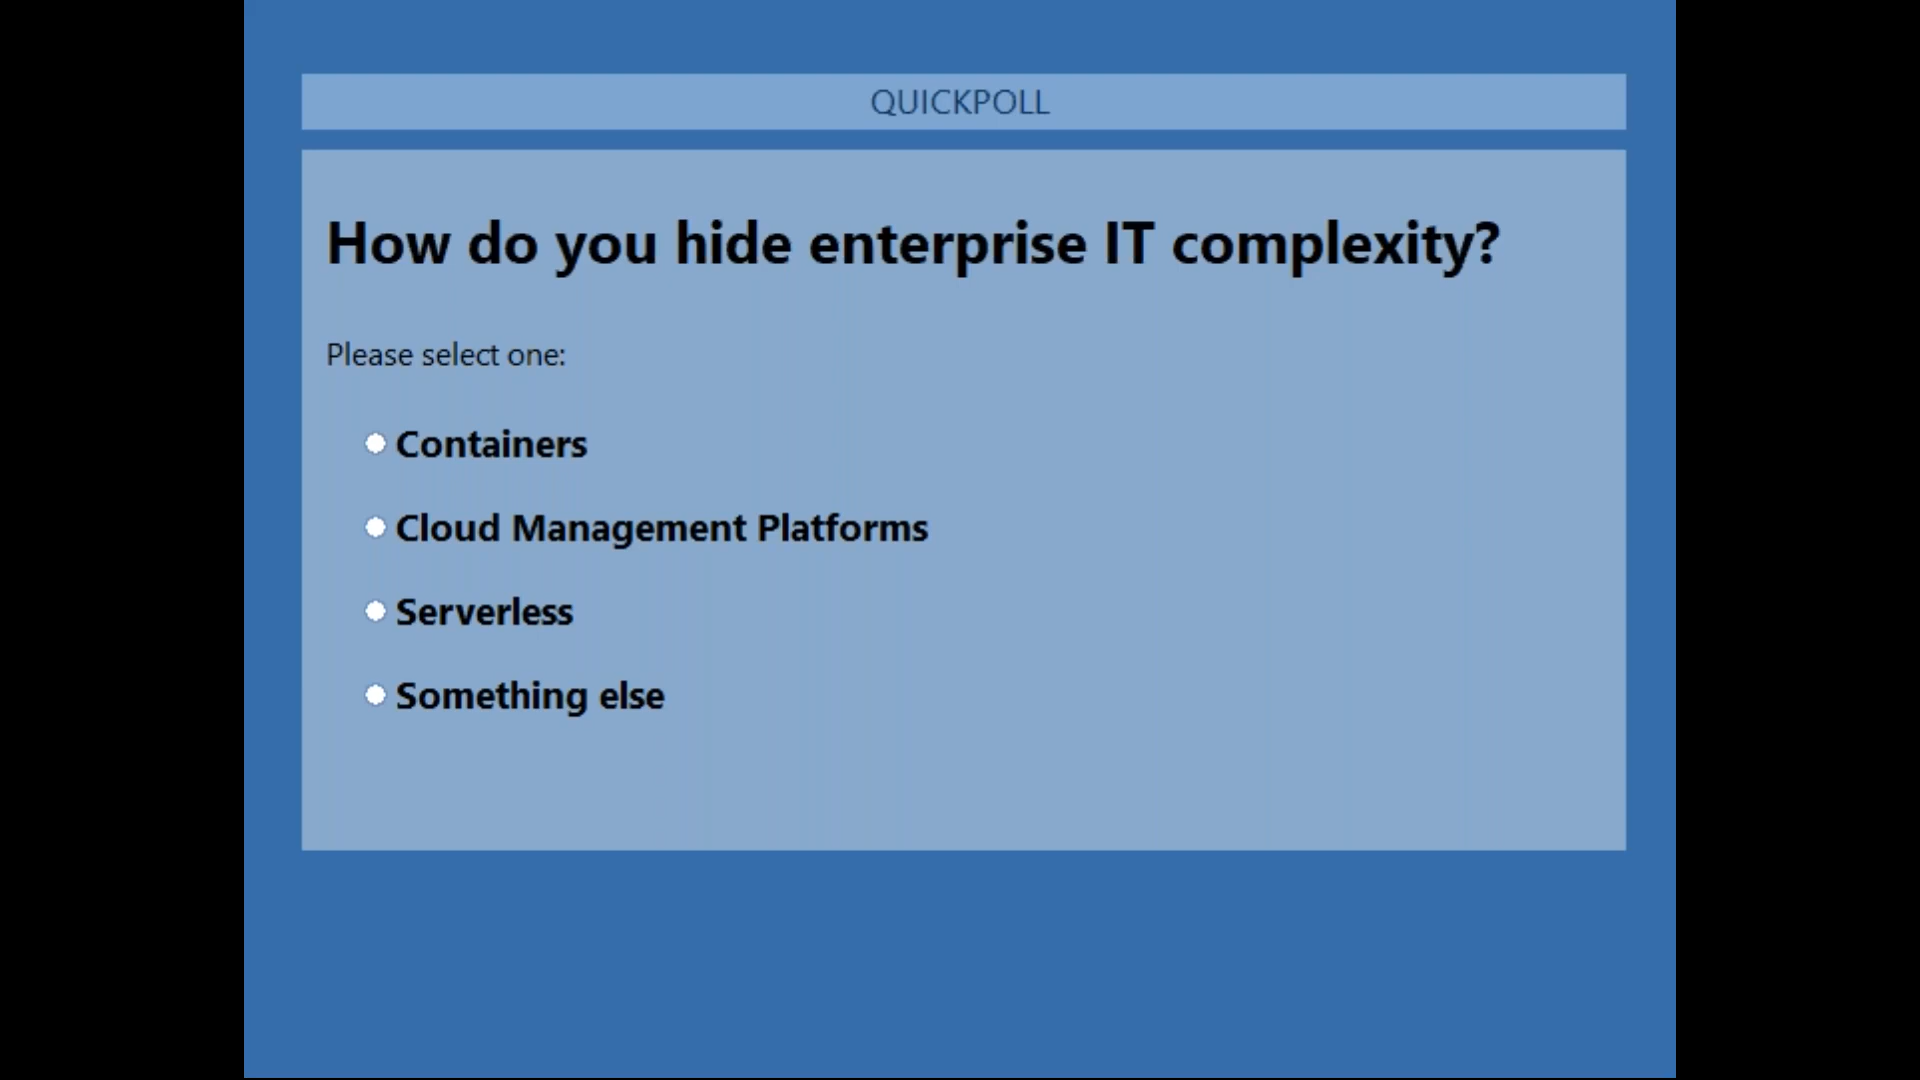 QUICKPOLL
How do you hide enterprise IT complexity?
Please select one:
Containers
Cloud Management Platforms
Serverless
Something else